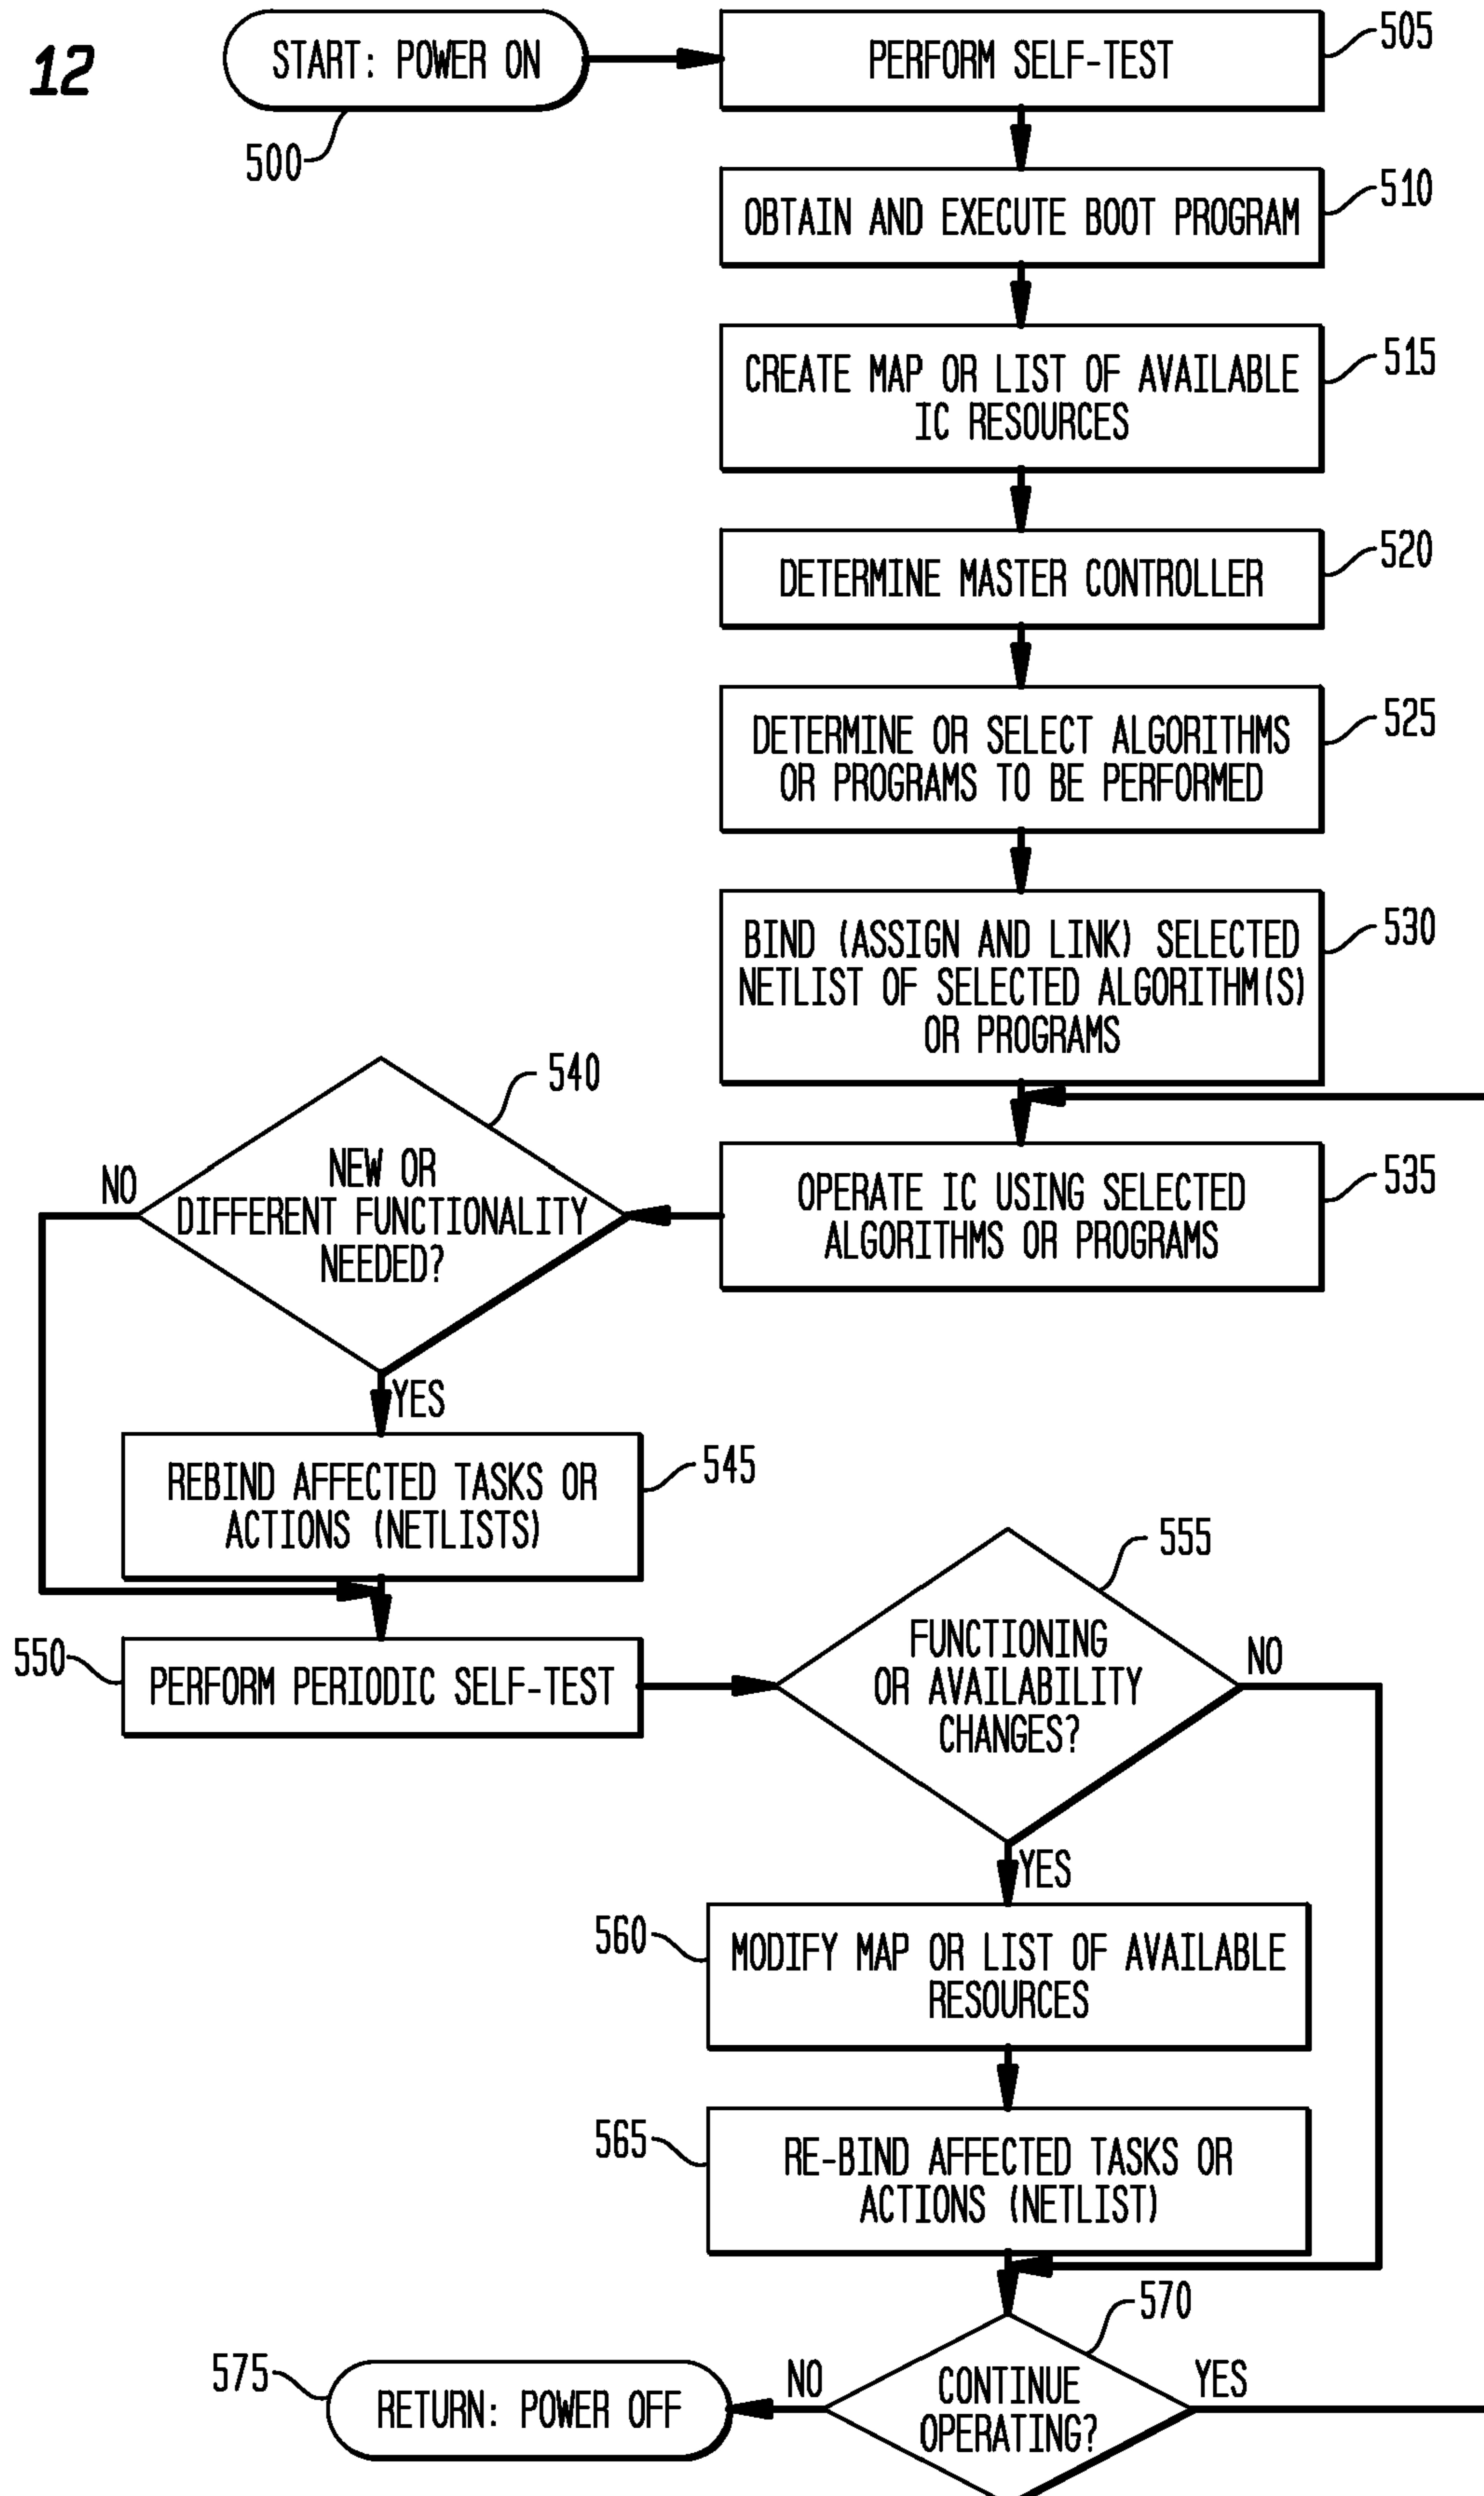 12
START: POWER ON
500
PERFORM SELF-TEST
505
OBTAIN AND EXECUTE BOOT PROGRAM
510
CREATE MAP OR LIST OF AVAILABLE
IC RESOURCES
515
DETERMINE MASTER CONTROLLER
520
DETERMINE OR SELECT ALGORITHMS
OR PROGRAMS TO BE PERFORMED
525
BIND (ASSIGN AND LINK) SELECTED
NETLIST OF SELECTED ALGORITHM(S)
OR PROGRAMS
530
OPERATE IC USING SELECTED
ALGORITHMS OR PROGRAMS
535
540
NEW OR
DIFFERENT FUNCTIONALITY
NEEDED?
NO
YES
REBIND AFFECTED TASKS OR
ACTIONS (NETLISTS)
545
550
PERFORM PERIODIC SELF-TEST
555
FUNCTIONING
OR AVAILABILITY
CHANGES?
NO
YES
560
MODIFY MAP OR LIST OF AVAILABLE
RESOURCES
565
RE-BIND AFFECTED TASKS OR
ACTIONS (NETLIST)
570
CONTINUE
OPERATING?
YES
NO
575
RETURN: POWER OFF